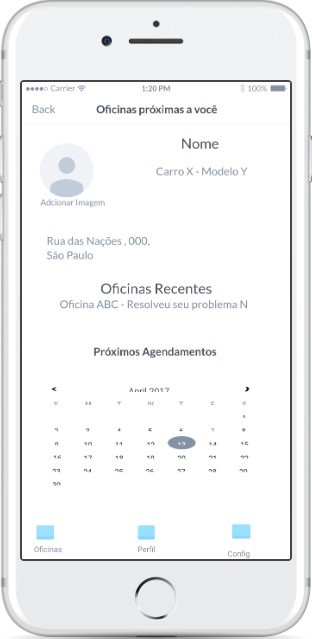 Carrier
1:20 PM
100%
Back
Oficinas próximas a você
Nome
Carro X - Modelo Y
Adcionar Imagem
Rua das Nações , 000,
São Paulo
Oficinas Recentes
Oficina ABC - Resolveu seu problema N
Próximos Agendamentos
April 2017
S M T W T F S
1
2 3 4 5 6 7 8
9 10 11 12 13 14 15
16 17 18 19 20 21 22
23 24 25 26 27 28 29
30
Oficinas
Perfil
Config